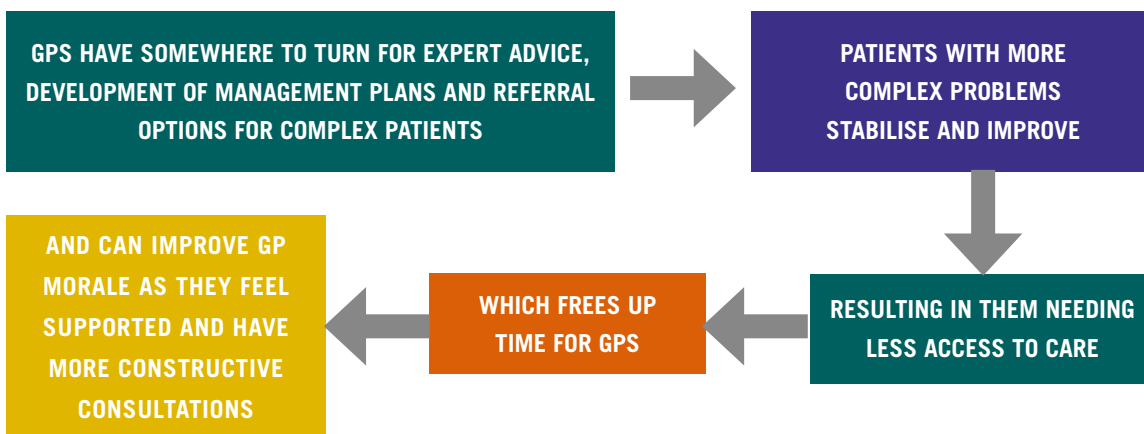 GPS HAVE SOMEWHERE TO TURN FOR EXPERT ADVICE,
DEVELOPMENT OF MANAGEMENT PLANS AND REFERRAL
OPTIONS FOR COMPLEX PATIENTS
PATIENTS WITH MORE
COMPLEX PROBLEMS
STABILISE AND IMPROVE
RESULTING IN THEM NEEDING
LESS ACCESS TO CARE
WHICH FREES UP
TIME FOR GPS
AND CAN IMPROVE GP
MORALE AS THEY FEEL
SUPPORTED AND HAVE
MORE CONSTRUCTIVE
CONSULTATIONS